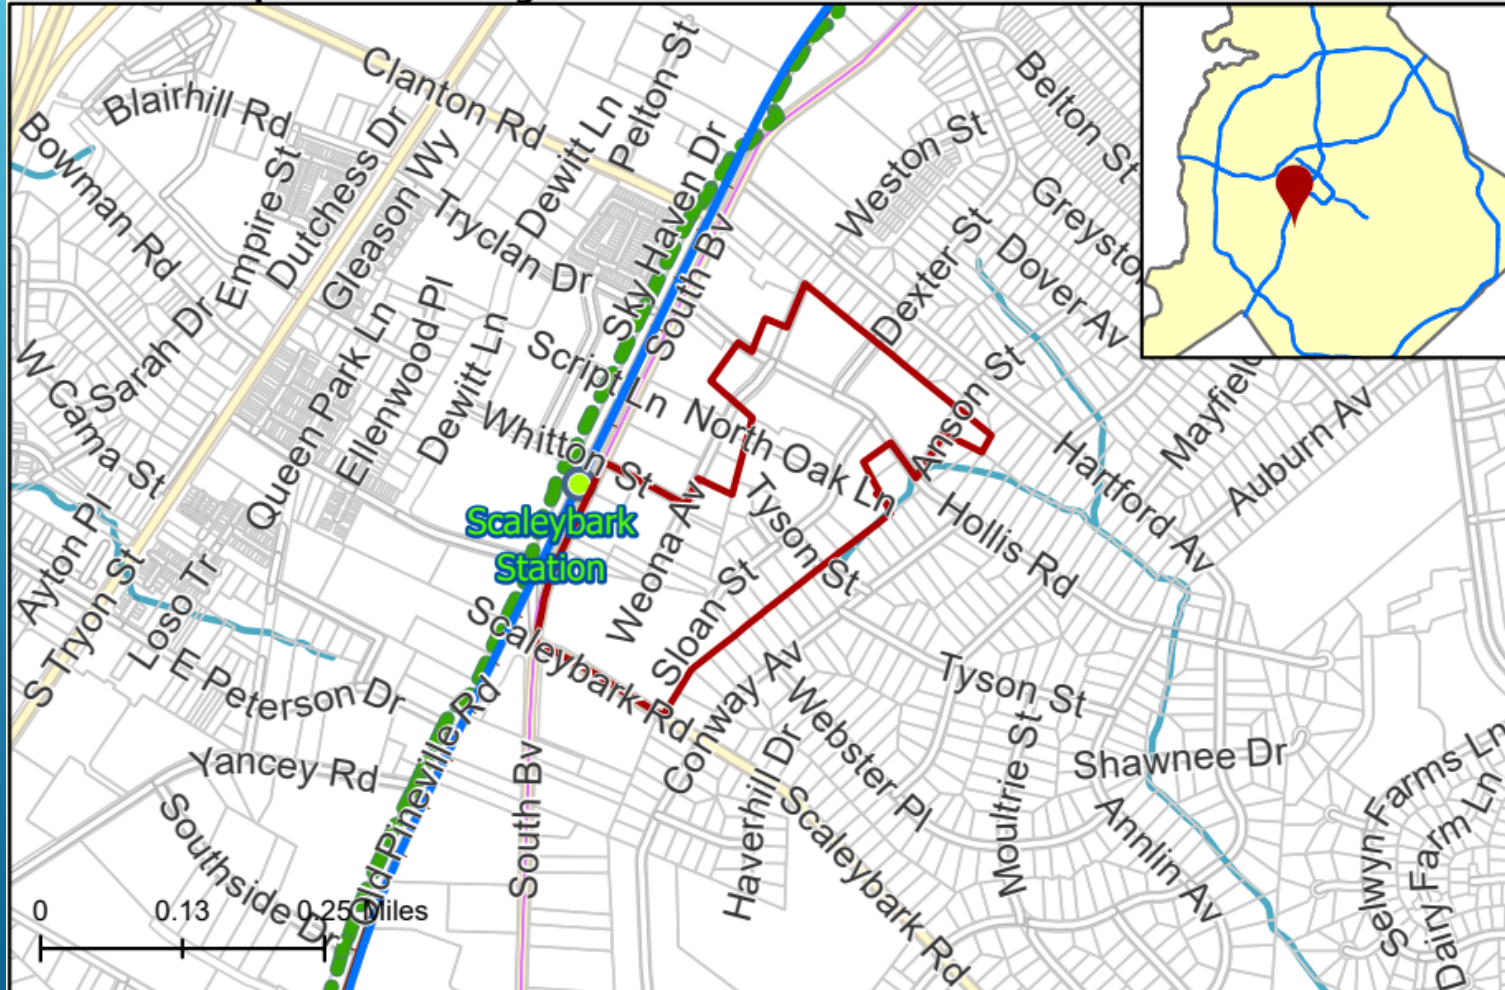 Clanton Rd
Pelton St
Belton St
Blairhill Rd
Dewitt Ln
Sky Haven Dr
Weston St
Bowman Rd
Empire St
Dutchess Dr
Gleason Wy
Tryclan Dr
Greysto
South Bv
Dexter St
Dover Av
Sarah Dr
Queen Park Ln
Ellenwood Pl
Dewitt Ln
Script Ln
W Cama St
Whitton St
North Oak Ln
Anson St
Mayfield
Auburn Av
Hartford Av
Scaleybark
Station
Weona Av
Tyson St
Hollis Rd
Ayton Pl
S Tryon St
Loso Tr
Scaleybark Rd
Sloan St
E Peterson Dr
Conway Av
Webster Pl
Tyson St
Moultrie St
Shawnee Dr
Yancey Rd
Old Pineville Rd
South Bv
Haverhill Dr
Scaleybark Rd
Annlin Av
Selwyn Farms Ln
Dairy Farm Ln
Southside Dr
0 0.13 0.25 Miles